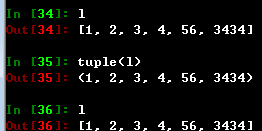 In [34]: l
Out[34]: [1, 2, 3, 4, 56, 3434]
In [35]: tuple(l)
Out[35]: (1, 2, 3, 4, 56, 3434)
In [36]: l
Out[36]: [1, 2, 3, 4, 56, 3434]